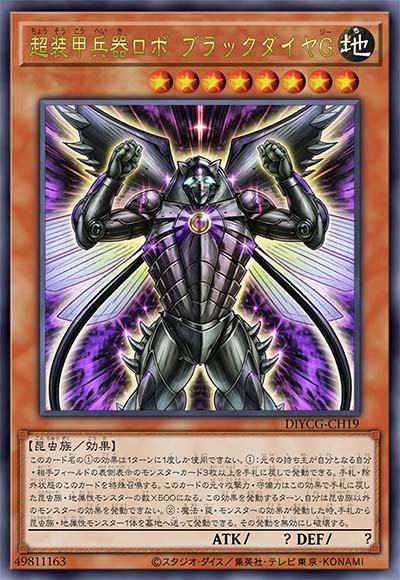 超装甲兵器ロボ ブラックダイヤG
地
DIYCG-CH19
【昆虫族/効果】
このカード名の①の効果は1ターンに1度しか使用できない。①:元々の持ち主が自分となる自分
・相手フィールドの表側表示のモンスターカード3枚以上を手札に戻して発動できる。手札・除
外状態のこのカードを特殊召喚する。このカードの元々の攻撃力・守備力はこの効果で手札に戻し
た昆虫族・地属性モンスターの数×500になる。この効果を発動するターン、自分は昆虫族以外
のモンスターの効果を発動できない。②:魔法・罠・モンスターの効果が発動した時、手札から
昆虫族・地属性モンスター1体を墓地へ送って発動できる。その発動を無効にし破壊する。
ATK/ ? DEF/ ?
49811163
©スタジオ・ダイス/集英社・テレビ東京・KONAMI